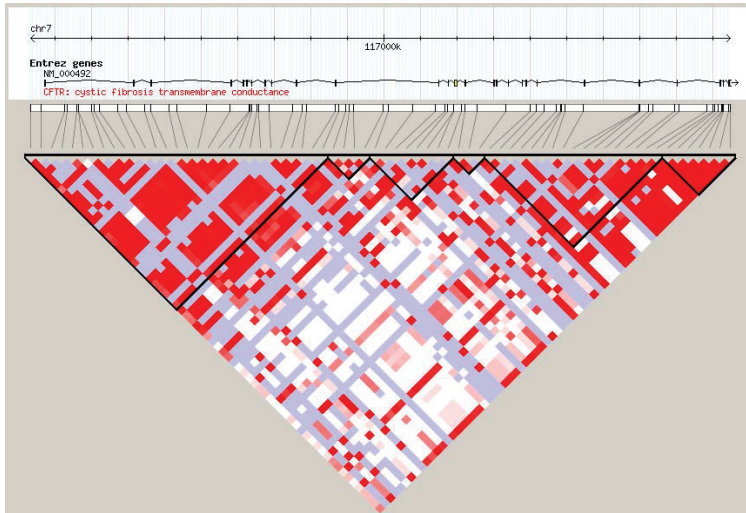 chr7
117000k
Entrez genes
NM_000492
CFTR: cystic fibrosis transmembrane conductance